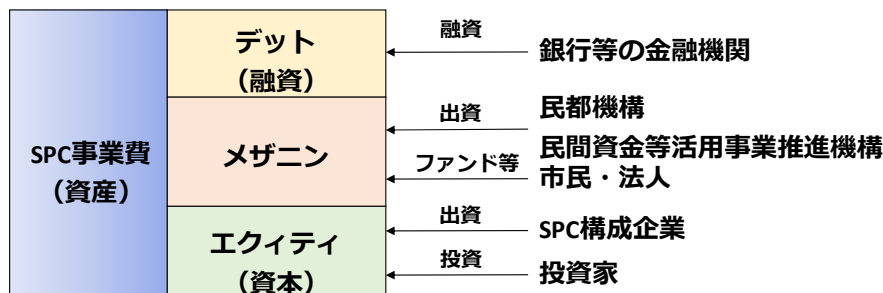 SPC事業費
（資産）
デット
（融資）
メザニン
エクィティ
（資本）
融資
銀行等の金融機関
出資
民都機構
ファンド等
民間資金等活用事業推進機構
市民・法人
出資
SPC構成企業
投資
投資家